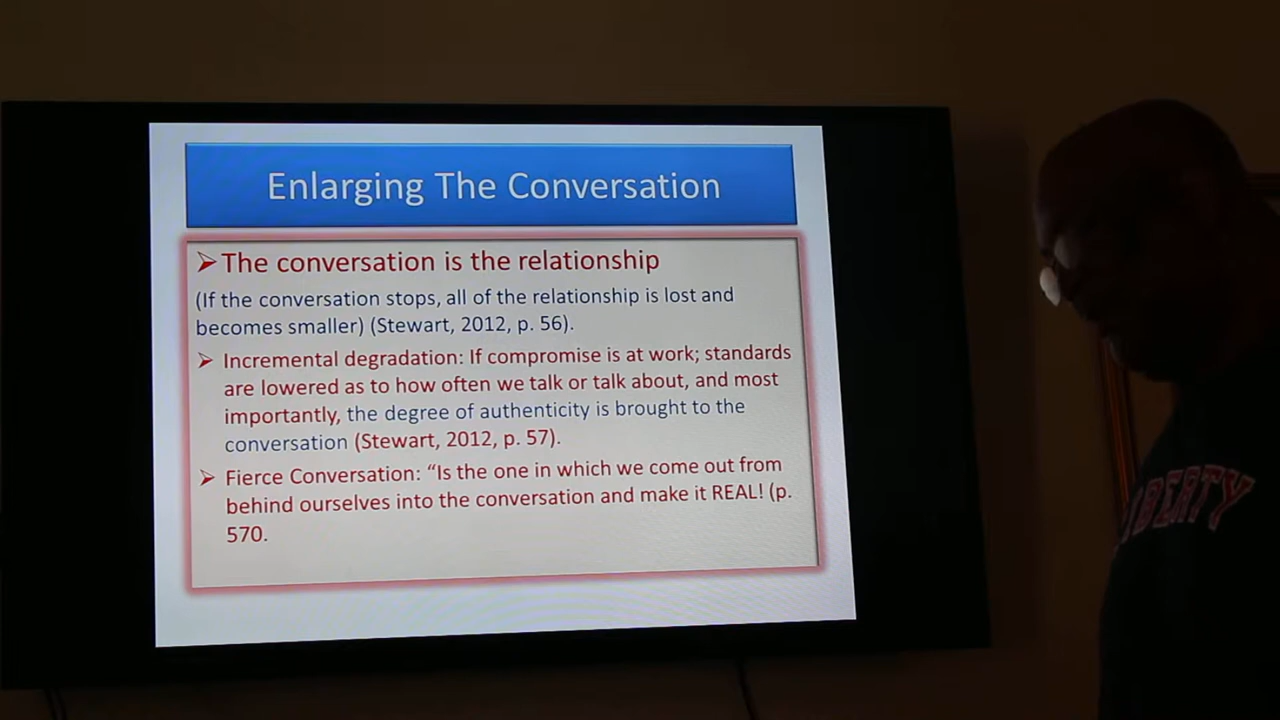 Enlarging The Conversation
➢The conversation is the relationship
(If the conversation stops, all of the relationship is lost and
becomes smaller) (Stewart, 2012, p. 56).
➢ Incremental degradation: If compromise is at work; standards
are lowered as to how often we talk or talk about, and most
importantly, the degree of authenticity is brought to the
conversation (Stewart, 2012, p. 57).
➢ Fierce Conversation: “Is the one in which we come out from
behind ourselves into the conversation and make it REAL! (p.
570.
LIBERTY